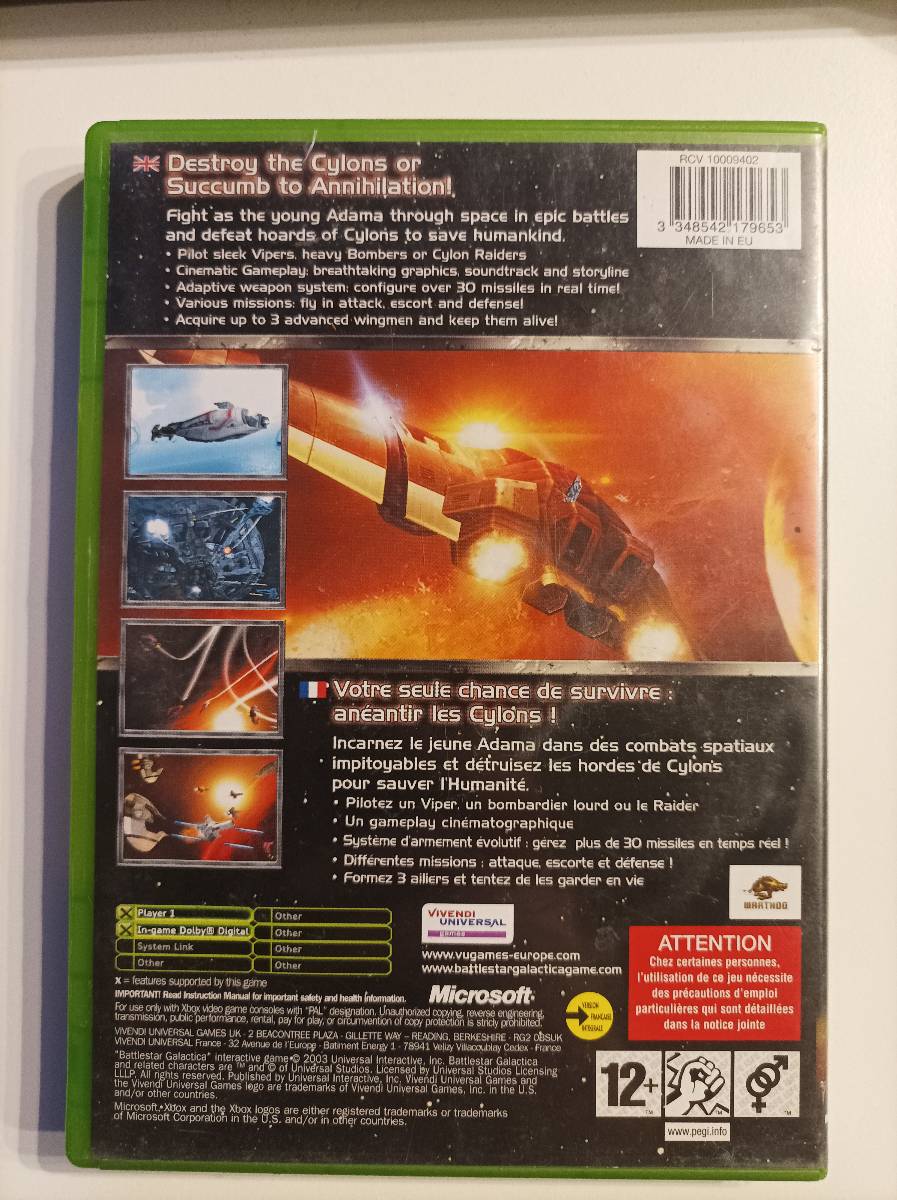 Destroy the Cylons or
Succumb to Annihilation!
RCV 10009402
3 348542 179653
MADE IN EU
Fight as the young Adama through space in epic battles
and defeat hoards of Cylons to save humankind.
• Pilot sleek Vipers, heavy Bombers or Cylon Raiders
• Cinematic Gameplay: breathtaking graphics, soundtrack and storyline
• Adaptive weapon system: configure over 30 missiles in real time!
• Various missions: fly in attack, escort and defense!
• Acquire up to 3 advanced wingmen and keep them alive!
Votre seule chance de survivre :
anéantir les Cylons !
Incarnez le jeune Adama dans des combats spatiaux
impitoyables et détruisez les hordes de Cylons
pour sauver l'Humanité.
• Pilotez un Viper, un bombardier lourd ou le Raider
• Un gameplay cinématographique
• Système d'armement évolutif : gérez plus de 30 missiles en temps réel !
• Différentes missions : attaque, escorte et défense !
• Formez 3 ailiers et tentez de les garder en vie
WARTHOG
X Player 1
Other
X In-game Dolby® Digital
Other
System Link
Other
Other
Other
X = features supported by this game
VIVENDI
UNIVERSAL
games
www.vugames-europe.com
www.battlestargalacticagame.com
ATTENTION
Chez certaines personnes,
l'utilisation de ce jeu nécessite
des précautions d'emploi
particulières qui sont détaillées
dans la notice jointe
IMPORTANT! Read Instruction Manual for important safety and health information.
Microsoft®
For use only with Xbox video game consoles with "PAL" designation. Unauthorized copying, reverse engineering,
transmission, public performance, rental, pay for play, or circumvention of copy protection is strictly prohibited.
VERSION
FRANÇAISE
INTÉGRALE
VIVENDI UNIVERSAL GAMES UK - 2 BEACONTREE PLAZA - GILLETTE WAY – READING, BERKESHIRE - RG2 0BSUK
VIVENDI UNIVERSAL France - 32 Avenue de l'Europe - Batiment Energy 1 - 78941 Velizy Villacoublay Cedex - France
"Battlestar Galactica" interactive game © 2003 Universal Interactive, Inc. Battlestar Galactica
and related characters are ™ and © of Universal Studios. Licensed by Universal Studios Licensing
LLLP. All rights reserved. Published by Universal Interactive, Inc. Vivendi Universal Games and
the Vivendi Universal Games logo are trademarks of Vivendi Universal Games, Inc. in the U.S.
and/or other countries.
Microsoft, Xbox and the Xbox logos are either registered trademarks or trademarks
of Microsoft Corporation in the U.S. and/or in other countries.
12+
™
™
™
www.pegi.info